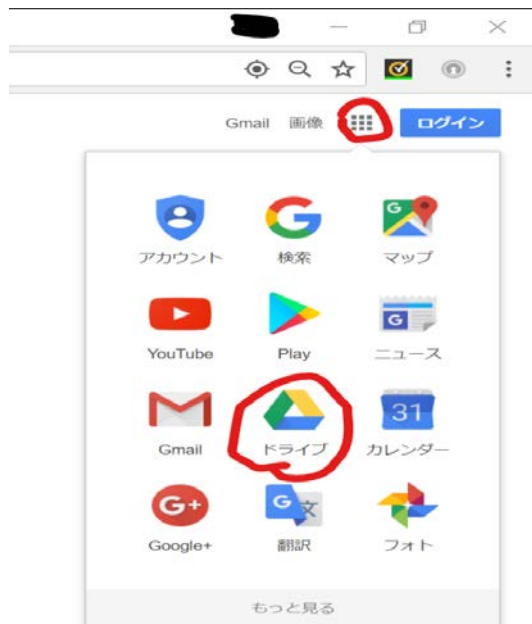 Gmail 画像 ログイン
アカウント 検索 マップ
G
G
YouTube Play ニュース
31
Gmail ドライブ カレンダー
G+ G 文
Google+ 翻訳 フォト
もっと見る